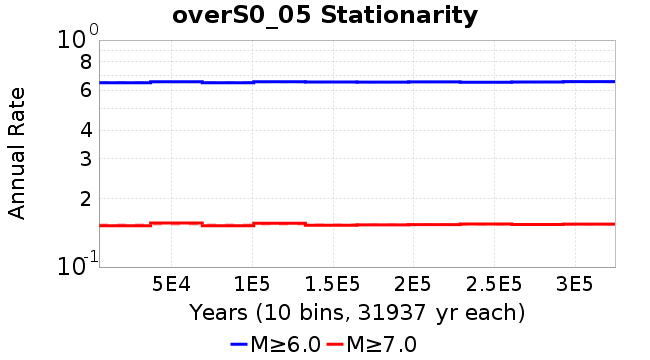 overS0_05 Stationarity
10^0
8
6
4
3
2
10^-1
Annual Rate
5E4 1E5 1.5E5 2E5 2.5E5 3E5
Years (10 bins, 31937 yr each)
M≥6.0 M≥7.0